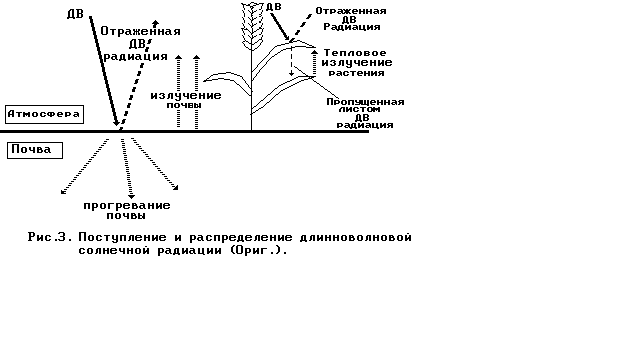 ДВ
Отраженная
ДВ
радиация
излучение
почвы
ДВ
Отраженная
ДВ
Радиация
Тепловое
излучение
растения
Пропущенная
листом
ДВ
радиация
Атмосфера
Почва
прогревание
почвы
Рис.3. Поступление и распределение длинноволновой
солнечной радиации (Ориг.).